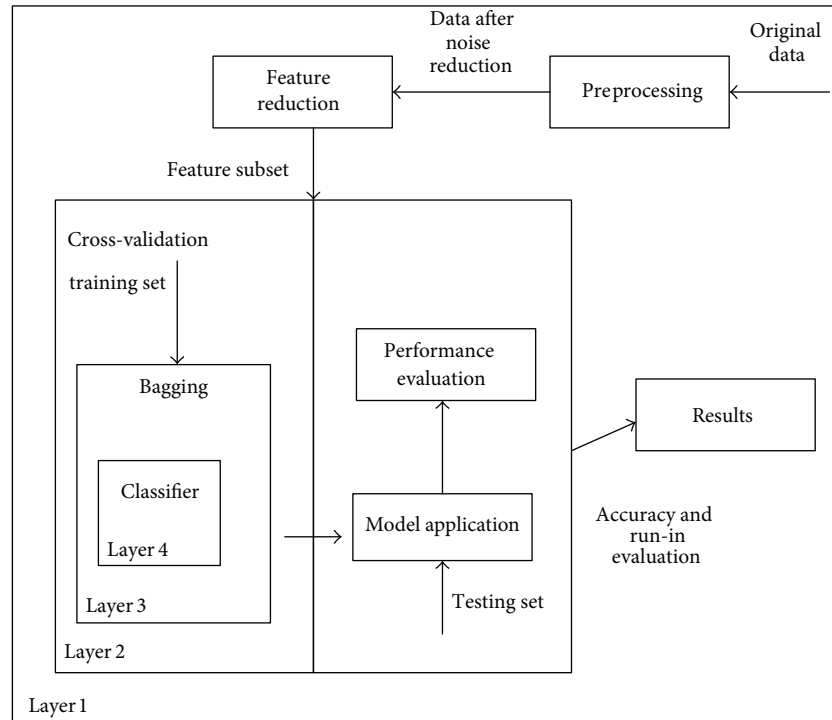 Original
data
Data after
noise
reduction
Preprocessing
Feature
reduction
Feature subset
Cross-validation
training set
Bagging
Classifier
Layer 4
Layer 3
Layer 2
Performance
evaluation
Model application
Testing set
Results
Accuracy and
run-in
evaluation
Layer 1